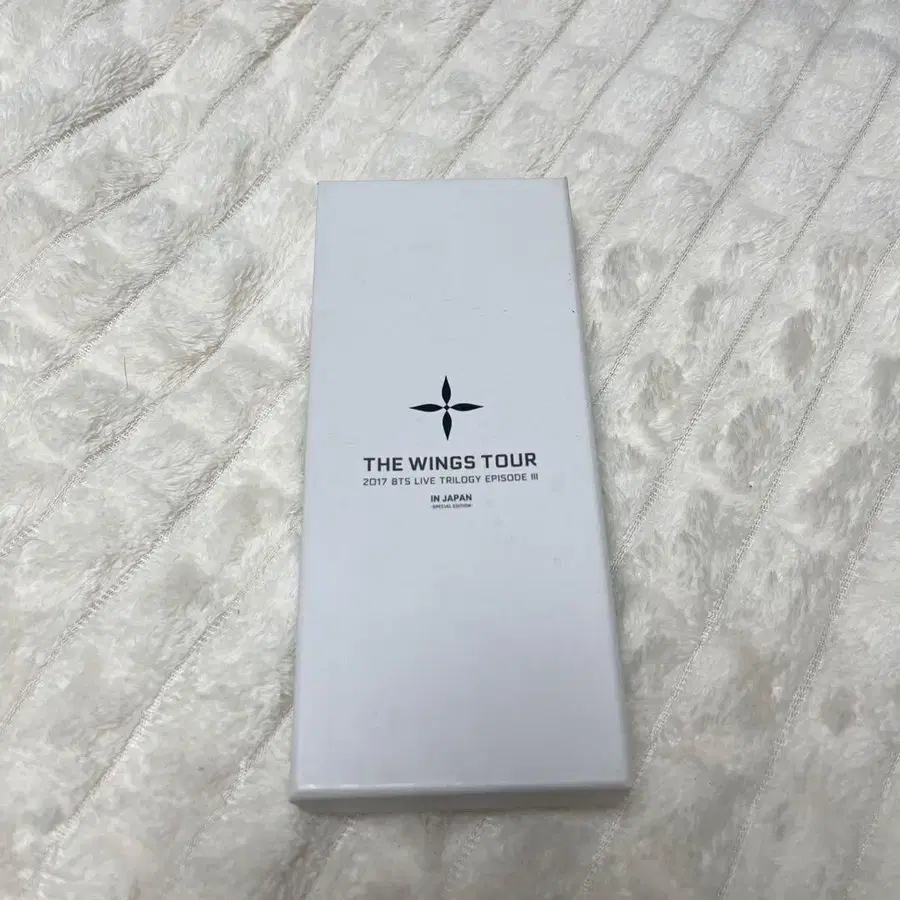 THE WINGS TOUR
2017 BTS LIVE TRILOGY EPISODE III
IN JAPAN
-SPECIAL EDITION-